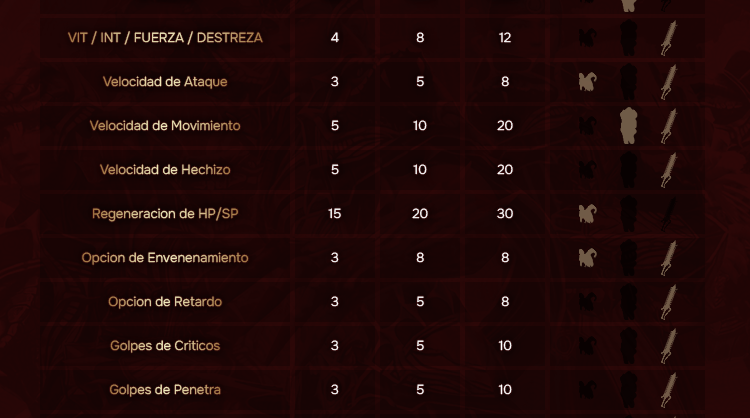 VIT / INT / FUERZA / DESTREZA 4 8 12
Velocidad de Ataque 3 5 8
Velocidad de Movimiento 5 10 20
Velocidad de Hechizo 5 10 20
Regeneracion de HP/SP 15 20 30
Opcion de Envenenamiento 3 8 8
Opcion de Retardo 3 5 8
Golpes de Criticos 3 5 10
Golpes de Penetra 3 5 10